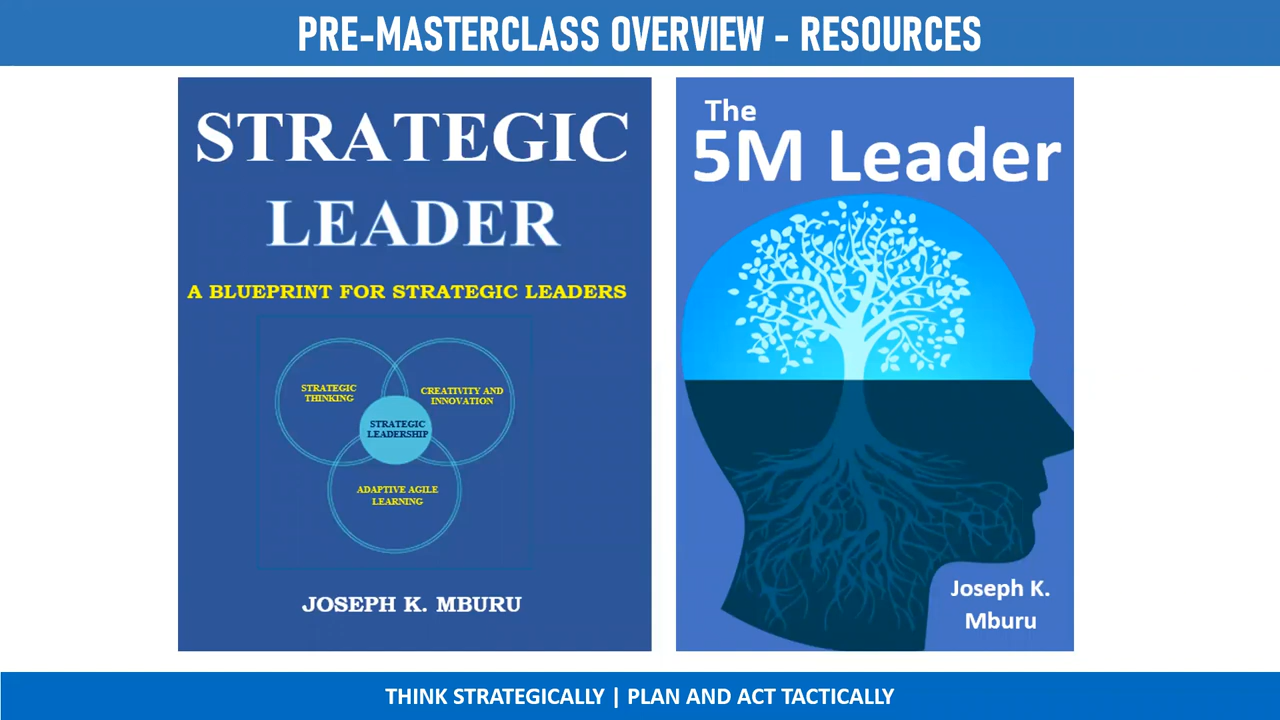 PRE-MASTERCLASS OVERVIEW - RESOURCES
STRATEGIC
LEADER
A BLUEPRINT FOR STRATEGIC LEADERS
STRATEGIC
THINKING
CREATIVITY AND
INNOVATION
STRATEGIC
LEADERSHIP
ADAPTIVE AGILE
LEARNING
JOSEPH K. MBURU
The
5M Leader
Joseph K.
Mburu
THINK STRATEGICALLY | PLAN AND ACT TACTICALLY